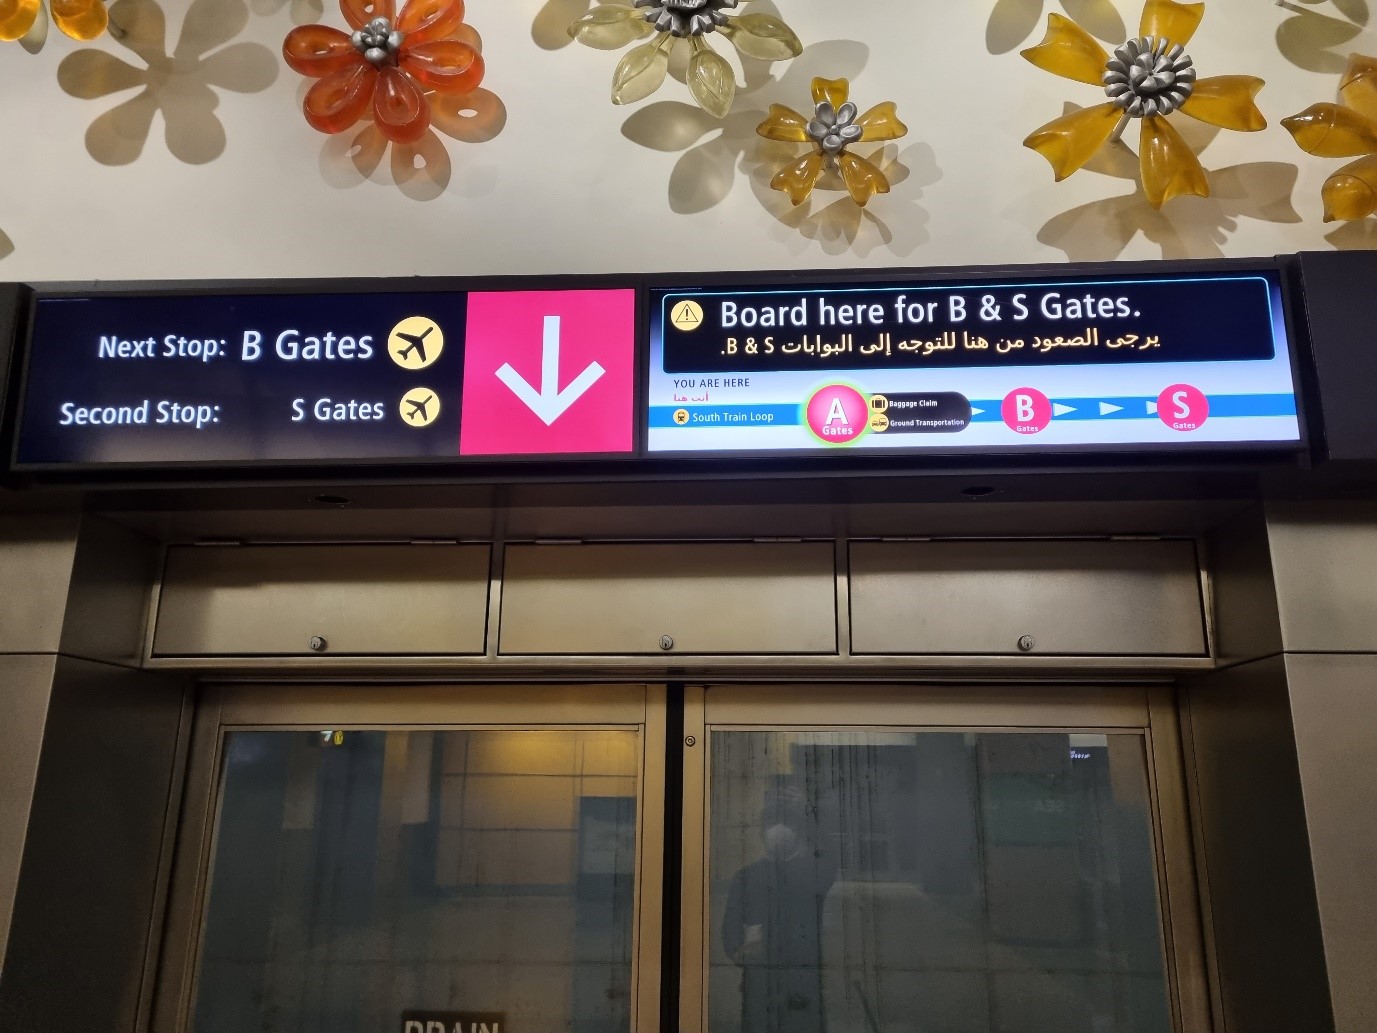 Next Stop: B Gates
Second Stop: S Gates
Board here for B & S Gates.
يرجى الصعود من هنا للتوجه إلى البوابات B & S.
YOU ARE HERE
أنت هنا
South Train Loop
A
Gates
Baggage Claim
Ground Transportation
B
Gates
S
Gates